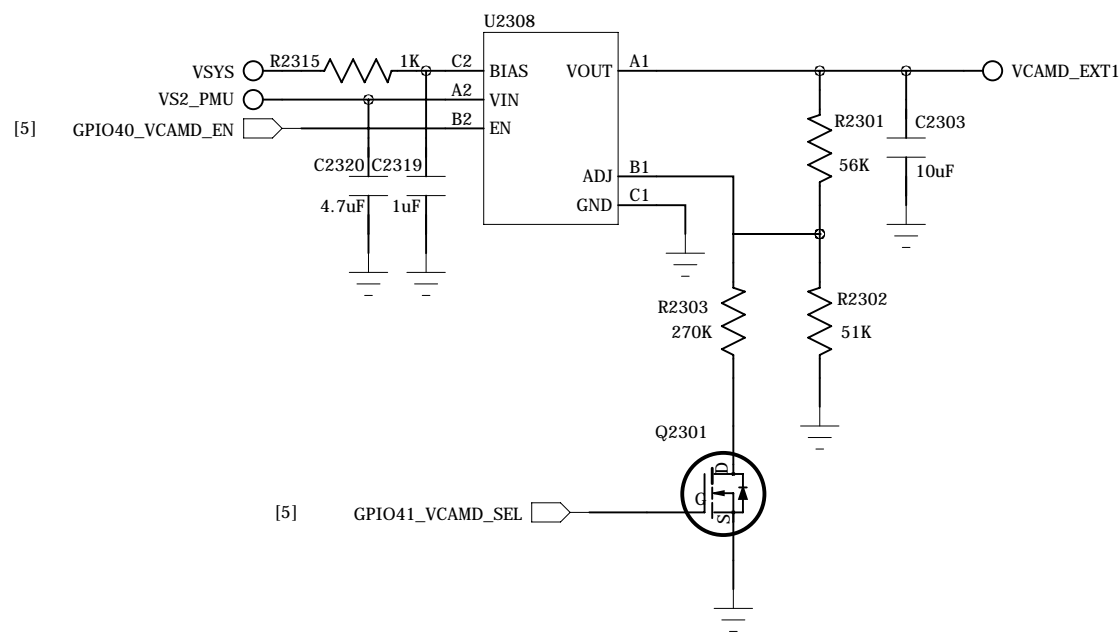 U2308
VSYS R2315 1K C2 BIAS VOUT A1 VCAMD_EXT1
VS2_PMU A2 VIN
[5] GPIO40_VCAMD_EN B2 EN
R2301 C2303
56K 10uF
C2320 C2319 ADJ B1
4.7uF 1uF GND C1
R2303 R2302
270K 51K
Q2301
D
G
S
[5] GPIO41_VCAMD_SEL